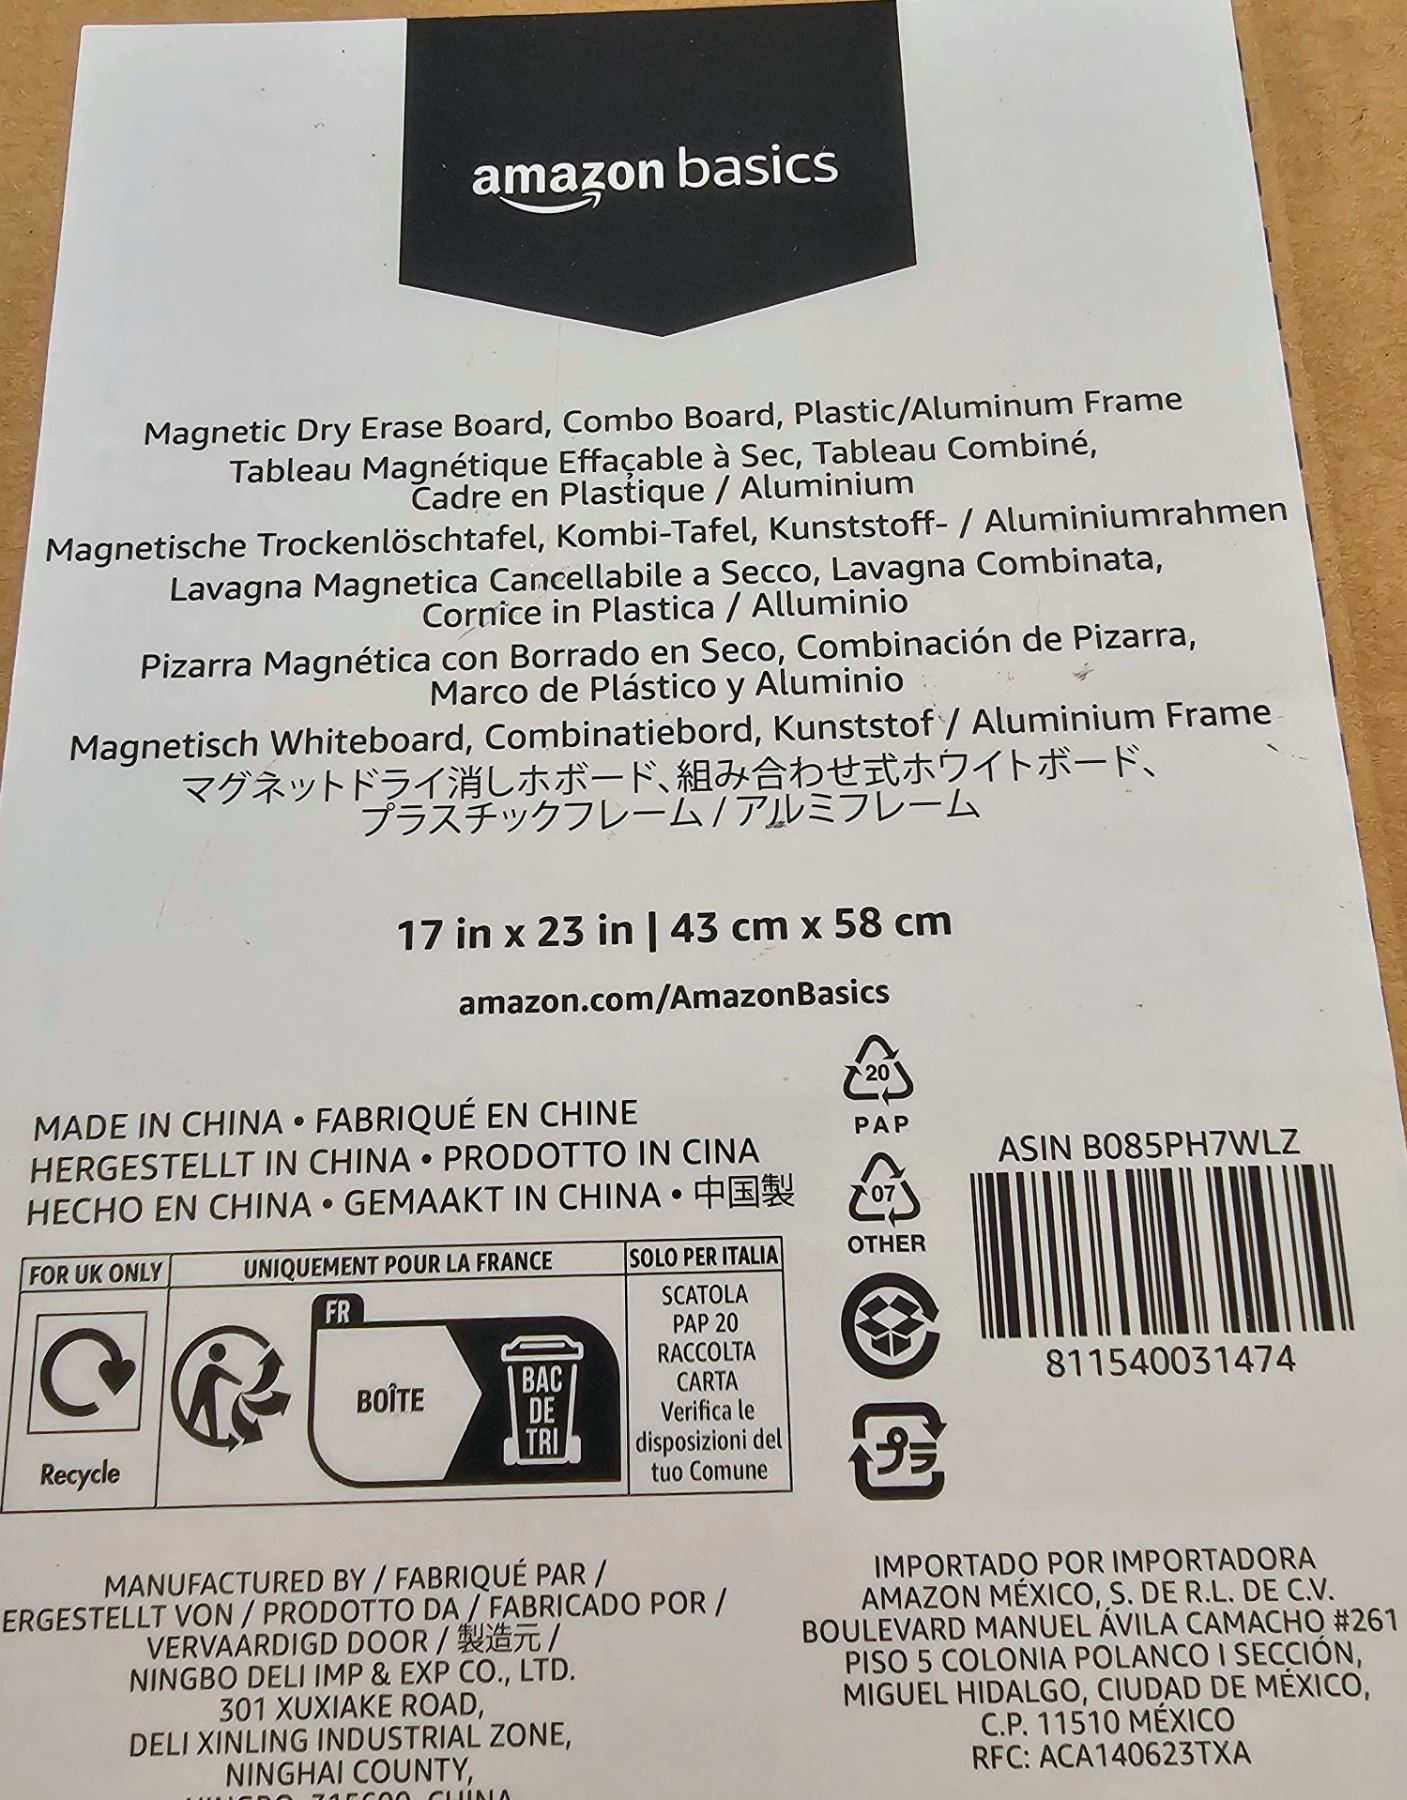 amazon basics
Magnetic Dry Erase Board, Combo Board, Plastic/Aluminum Frame
Tableau Magnétique Effaçable à Sec, Tableau Combiné,
Cadre en Plastique / Aluminium
Magnetische Trockenlöschtafel, Kombi-Tafel, Kunststoff- / Aluminiumrahmen
Lavagna Magnetica Cancellabile a Secco, Lavagna Combinata,
Cornice in Plastica / Alluminio
Pizarra Magnética con Borrado en Seco, Combinación de Pizarra,
Marco de Plástico y Aluminio
Magnetisch Whiteboard, Combinatiebord, Kunststof / Aluminium Frame
マグネットドライ消しホボード、組み合わせ式ホワイトボード、
プラスチックフレーム / アルミフレーム
17 in x 23 in | 43 cm x 58 cm
amazon.com/AmazonBasics
MADE IN CHINA • FABRIQUÉ EN CHINE
HERGESTELLT IN CHINA • PRODOTTO IN CINA
HECHO EN CHINA • GEMAAKT IN CHINA • 中国製
20
PAP
07
OTHER
プラ
ASIN B085PH7WLZ
811540031474
FOR UK ONLY
Recycle
UNIQUEMENT POUR LA FRANCE
FR
BOÎTE
BAC
DE
TRI
SOLO PER ITALIA
SCATOLA
PAP 20
RACCOLTA
CARTA
Verifica le
disposizioni del
tuo Comune
MANUFACTURED BY / FABRIQUÉ PAR /
ERGESTELLT VON / PRODOTTO DA / FABRICADO POR /
VERVAARDIGD DOOR / 製造元 /
NINGBO DELI IMP & EXP CO., LTD.
301 XUXIAKE ROAD,
DELI XINLING INDUSTRIAL ZONE,
NINGHAI COUNTY,
NINGBO 315600 CHINA
IMPORTADO POR IMPORTADORA
AMAZON MÉXICO, S. DE R.L. DE C.V.
BOULEVARD MANUEL ÁVILA CAMACHO #261
PISO 5 COLONIA POLANCO I SECCIÓN,
MIGUEL HIDALGO, CIUDAD DE MÉXICO,
C.P. 11510 MÉXICO
RFC: ACA140623TXA